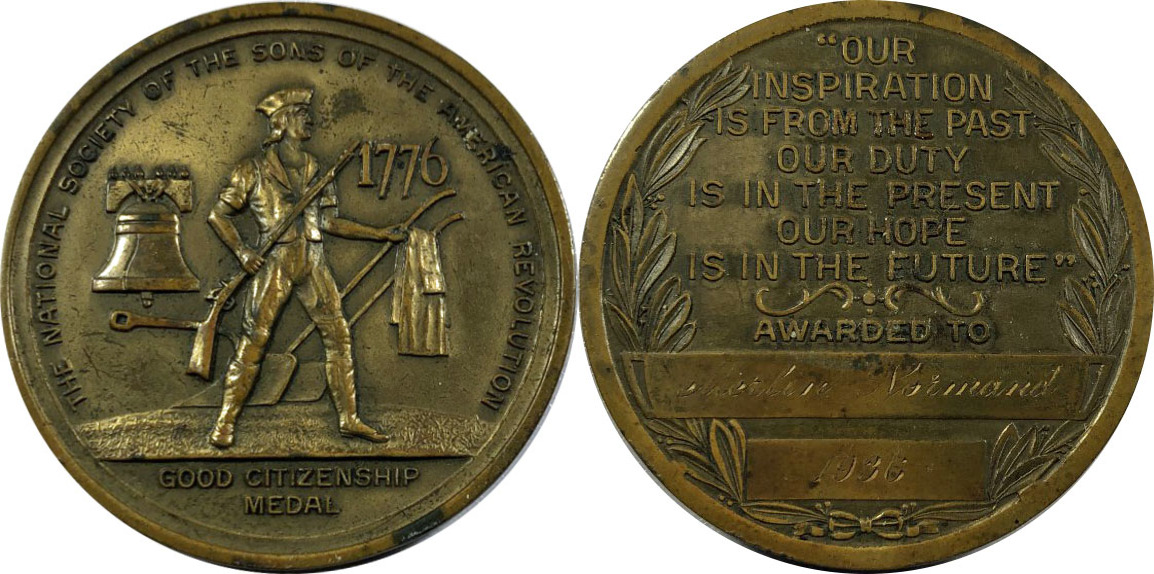 THE NATIONAL SOCIETY OF THE SONS OF THE AMERICAN REVOLUTION
1776
GOOD CITIZENSHIP
MEDAL
"OUR
INSPIRATION
IS FROM THE PAST
OUR DUTY
IS IN THE PRESENT
OUR HOPE
IS IN THE FUTURE"
AWARDED TO
Normand
1936